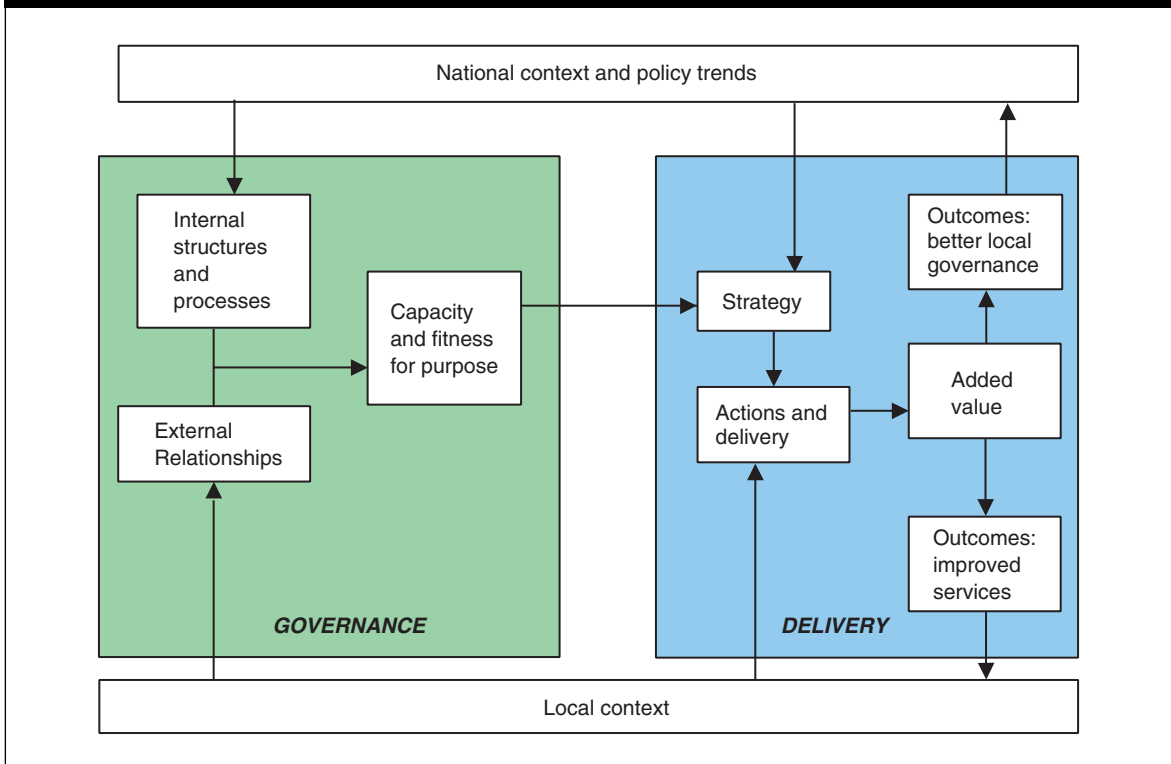 National context and policy trends
Internal
structures
and
processes
Capacity
and fitness
for purpose
External
Relationships
GOVERNANCE
Strategy
Actions and
delivery
Added
value
Outcomes:
better local
governance
Outcomes:
improved
services
DELIVERY
Local context